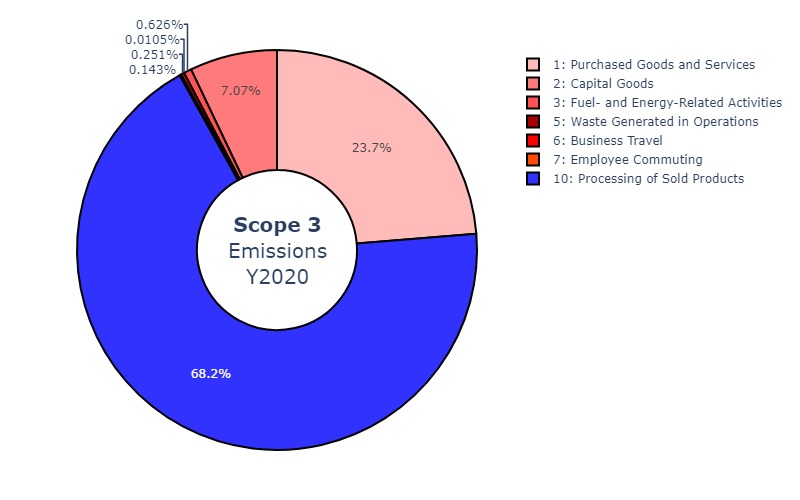 0.626%
0.0105%
0.251%
0.143%
7.07%
23.7%
68.2%
Scope 3
Emissions
Y2020
1: Purchased Goods and Services
2: Capital Goods
3: Fuel- and Energy-Related Activities
5: Waste Generated in Operations
6: Business Travel
7: Employee Commuting
10: Processing of Sold Products